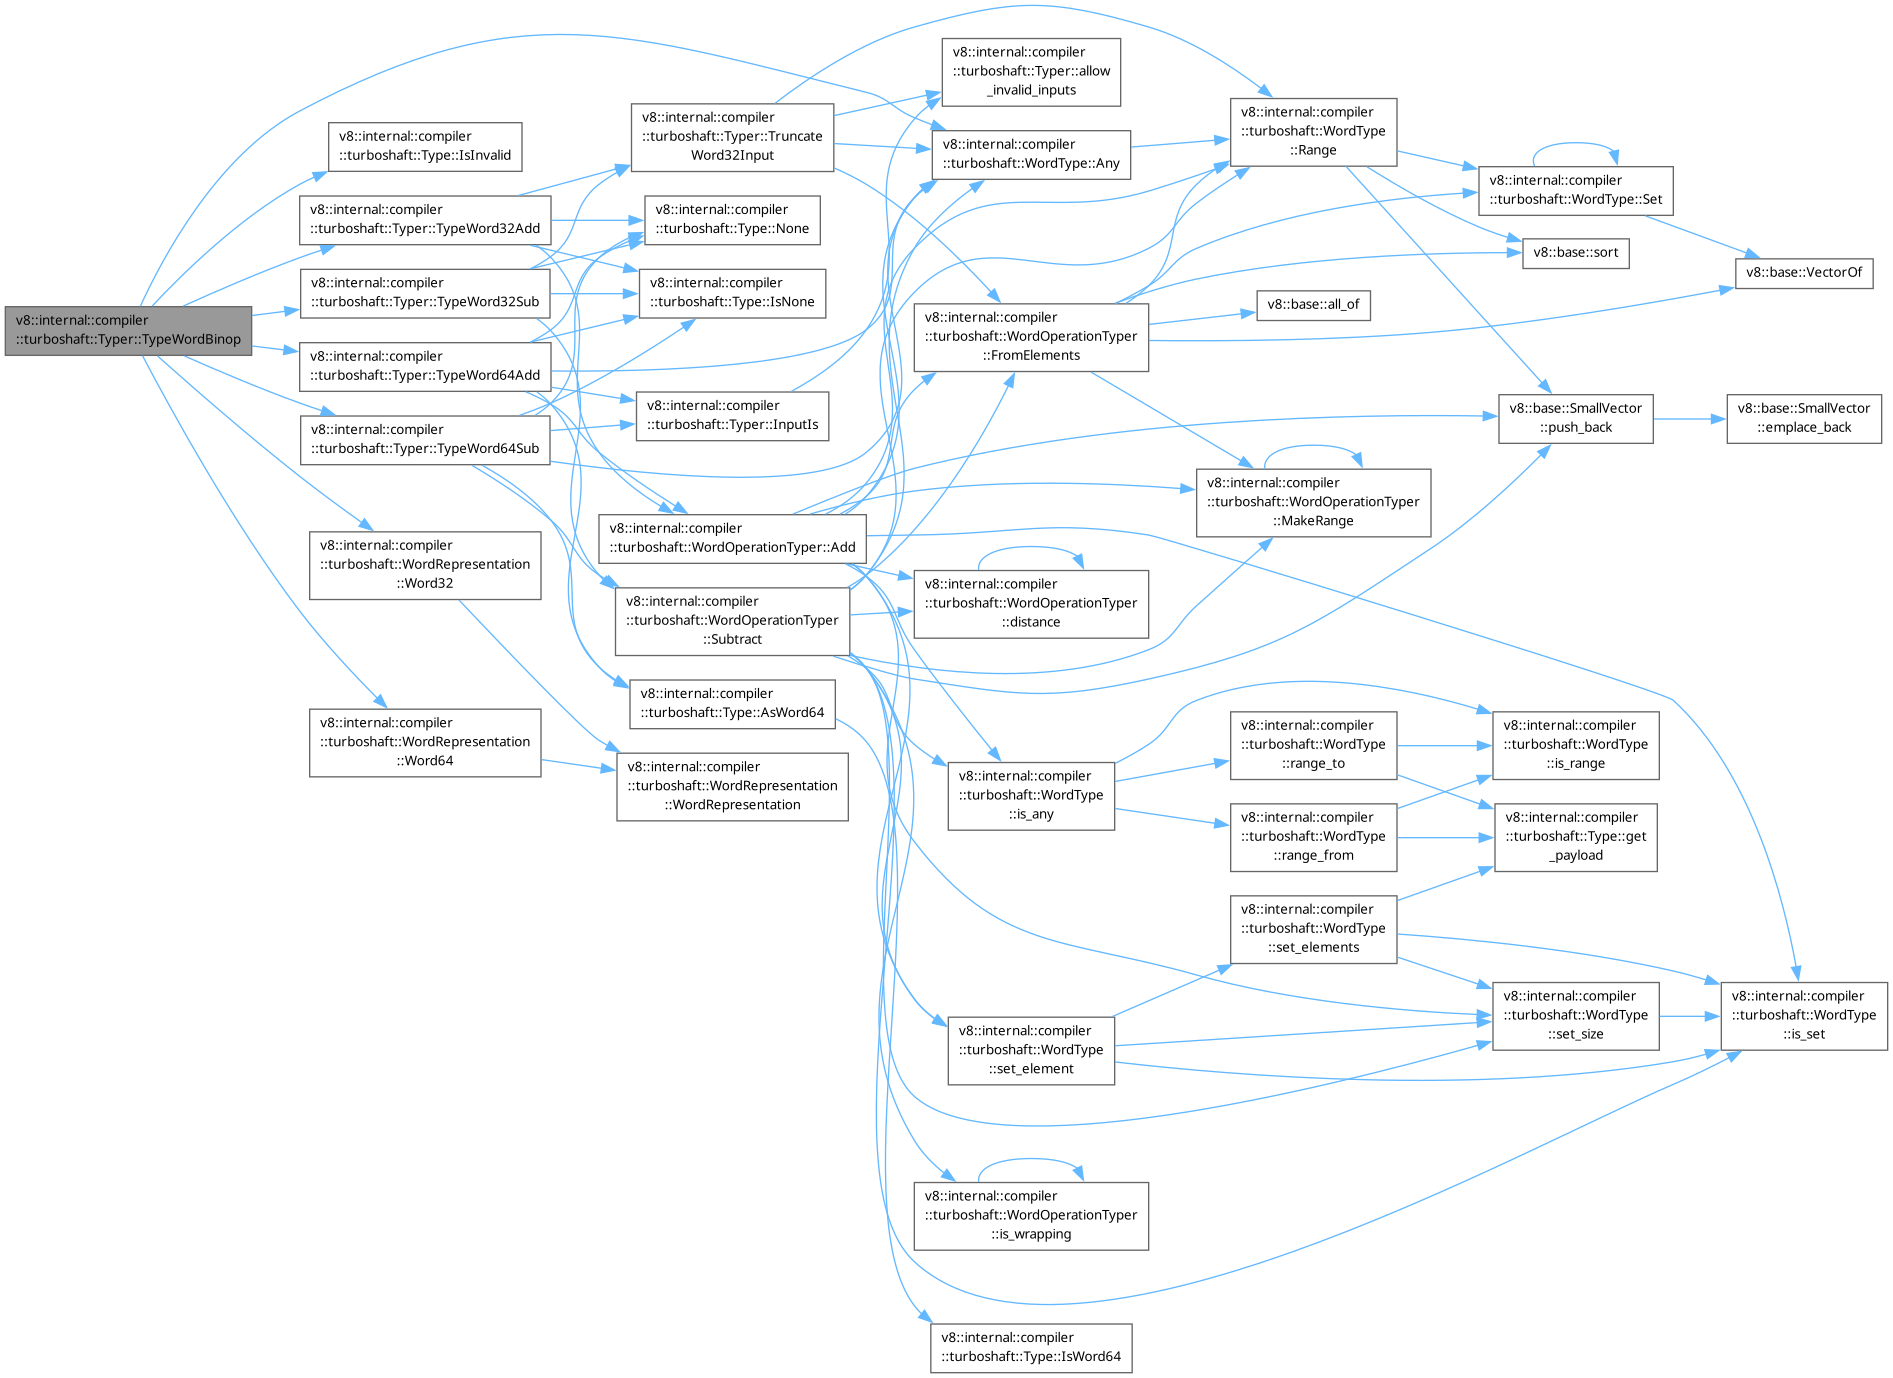 v8::internal::compiler
::turboshaft::Typer::TypeWordBinop
v8::internal::compiler
::turboshaft::Type::IsInvalid
v8::internal::compiler
::turboshaft::Typer::TypeWord32Add
v8::internal::compiler
::turboshaft::Typer::TypeWord32Sub
v8::internal::compiler
::turboshaft::Typer::TypeWord64Add
v8::internal::compiler
::turboshaft::Typer::TypeWord64Sub
v8::internal::compiler
::turboshaft::WordRepresentation
::Word32
v8::internal::compiler
::turboshaft::WordRepresentation
::Word64
v8::internal::compiler
::turboshaft::Typer::Truncate
Word32Input
v8::internal::compiler
::turboshaft::Type::None
v8::internal::compiler
::turboshaft::Type::IsNone
v8::internal::compiler
::turboshaft::Typer::InputIs
v8::internal::compiler
::turboshaft::WordOperationTyper::Add
v8::internal::compiler
::turboshaft::WordOperationTyper
::Subtract
v8::internal::compiler
::turboshaft::Type::AsWord64
v8::internal::compiler
::turboshaft::WordRepresentation
::WordRepresentation
v8::internal::compiler
::turboshaft::Typer::allow
_invalid_inputs
v8::internal::compiler
::turboshaft::WordType::Any
v8::internal::compiler
::turboshaft::WordOperationTyper
::FromElements
v8::internal::compiler
::turboshaft::WordOperationTyper
::distance
v8::internal::compiler
::turboshaft::WordType
::is_any
v8::internal::compiler
::turboshaft::WordType
::set_element
v8::internal::compiler
::turboshaft::WordOperationTyper
::is_wrapping
v8::internal::compiler
::turboshaft::Type::IsWord64
v8::internal::compiler
::turboshaft::WordType
::Range
v8::base::all_of
v8::internal::compiler
::turboshaft::WordOperationTyper
::MakeRange
v8::internal::compiler
::turboshaft::WordType
::range_to
v8::internal::compiler
::turboshaft::WordType
::range_from
v8::internal::compiler
::turboshaft::WordType
::set_elements
v8::internal::compiler
::turboshaft::WordType::Set
v8::base::sort
v8::base::SmallVector
::push_back
v8::internal::compiler
::turboshaft::WordType
::is_range
v8::internal::compiler
::turboshaft::Type::get
_payload
v8::internal::compiler
::turboshaft::WordType
::set_size
v8::base::VectorOf
v8::base::SmallVector
::emplace_back
v8::internal::compiler
::turboshaft::WordType
::is_set